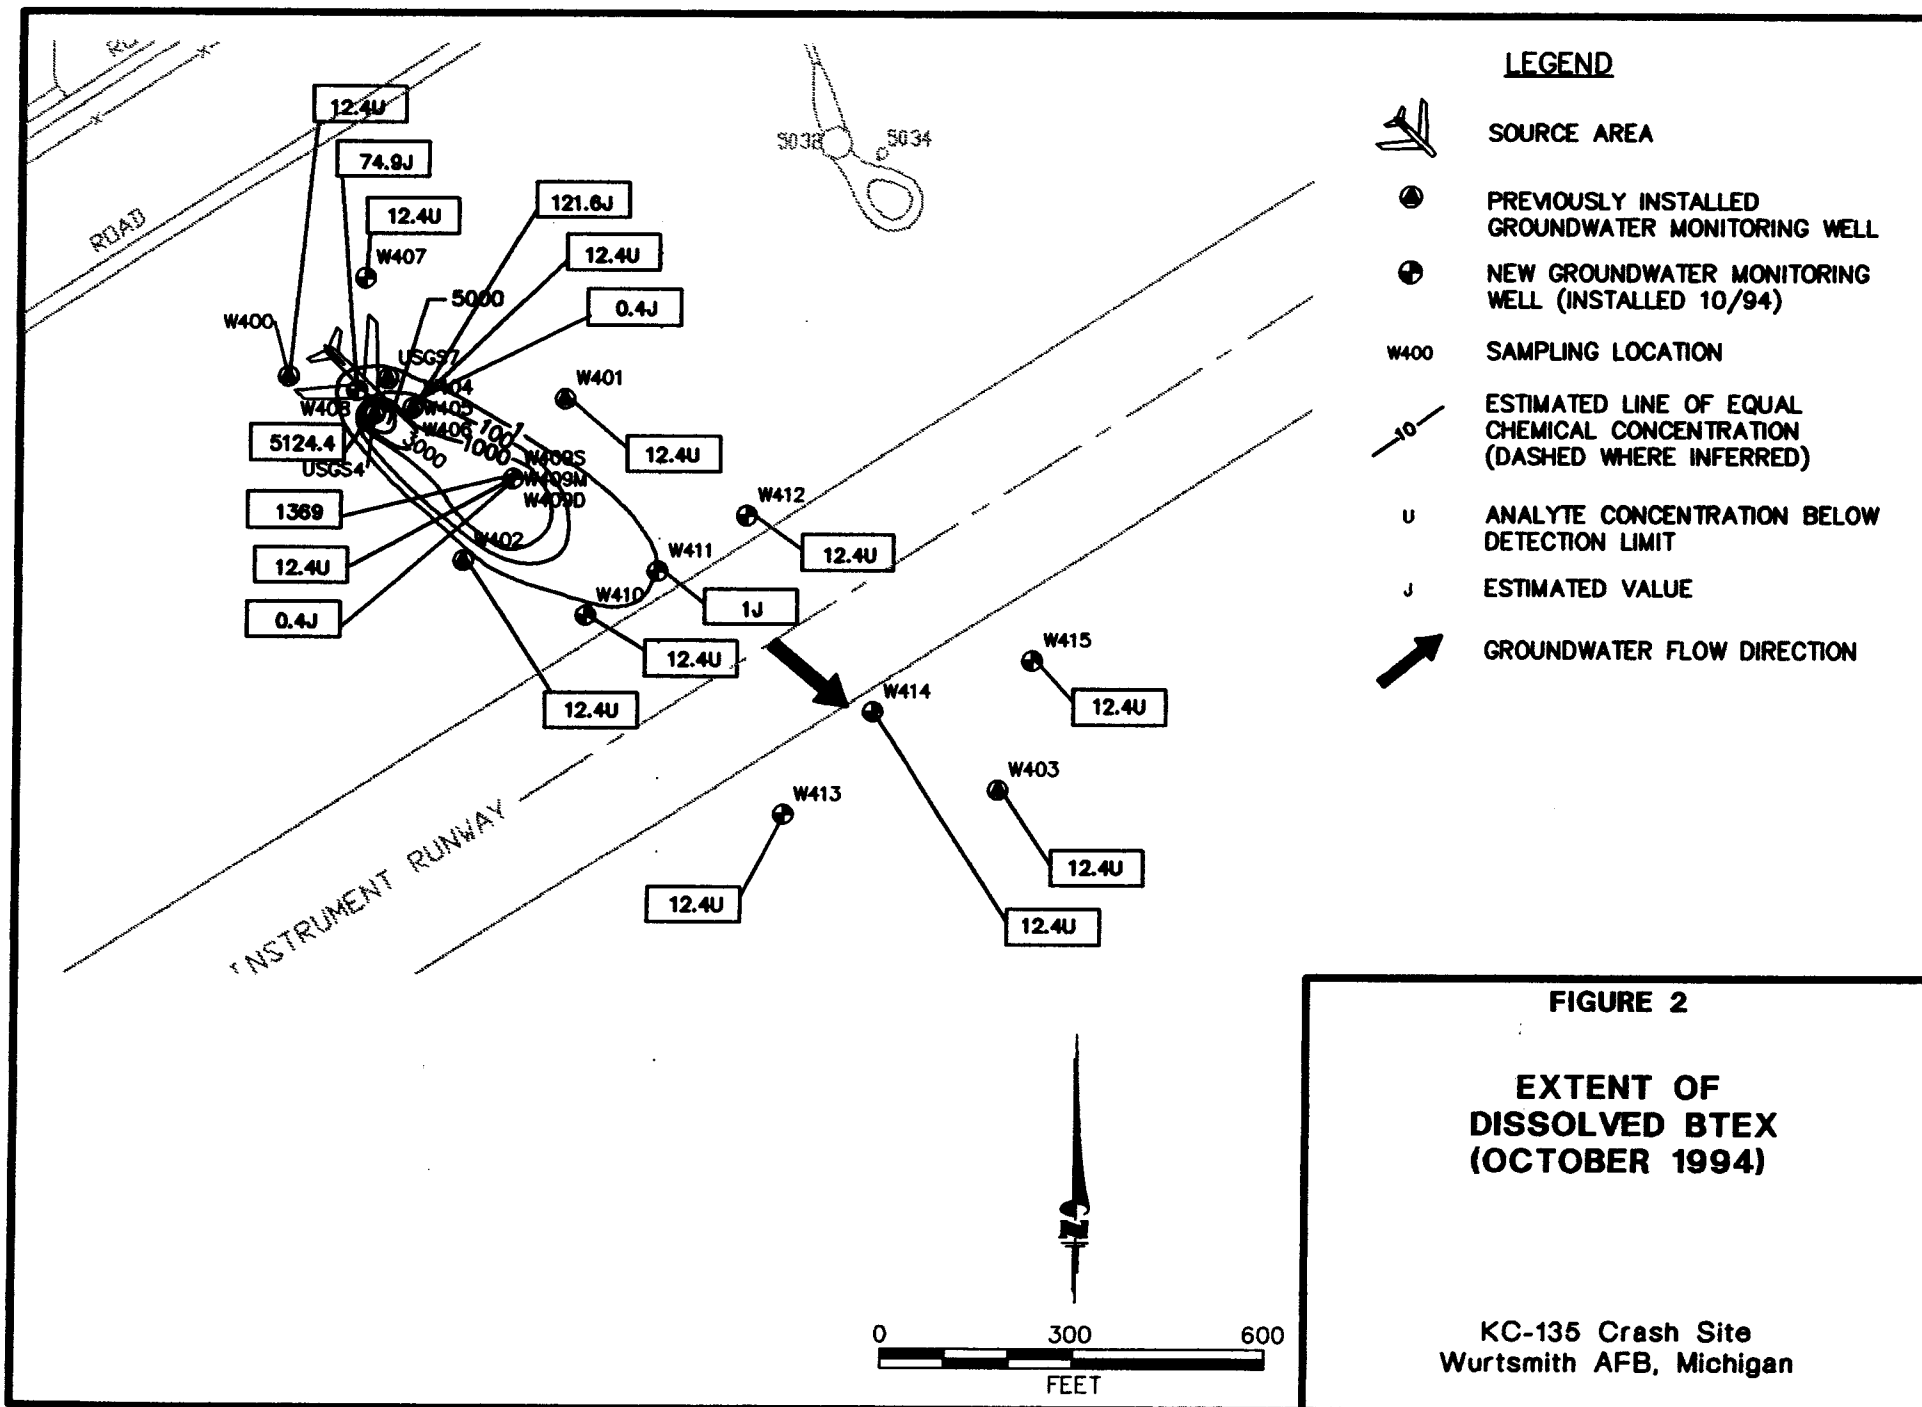 RU
12.4U
74.9J
12.4U
121.6J
12.4U
0.4J
ROAD
W407
5000
W400
USGS7
W404
W405
W406
W408
5124.4
USGS4
3000
1000
100
1
W401
12.4U
W409S
W409M
W409D
1369
12.4U
0.4J
W402
12.4U
W412
12.4U
W411
1J
W410
12.4U
W415
12.4U
W414
12.4U
W403
12.4U
W413
12.4U
5034
INSTRUMENT RUNWAY
LEGEND
SOURCE AREA
PREVIOUSLY INSTALLED
GROUNDWATER MONITORING WELL
NEW GROUNDWATER MONITORING
WELL (INSTALLED 10/94)
W400
SAMPLING LOCATION
10
ESTIMATED LINE OF EQUAL
CHEMICAL CONCENTRATION
(DASHED WHERE INFERRED)
U
ANALYTE CONCENTRATION BELOW
DETECTION LIMIT
J
ESTIMATED VALUE
GROUNDWATER FLOW DIRECTION
N
0 300 600
FEET
FIGURE 2
EXTENT OF
DISSOLVED BTEX
(OCTOBER 1994)
KC-135 Crash Site
Wurtsmith AFB, Michigan